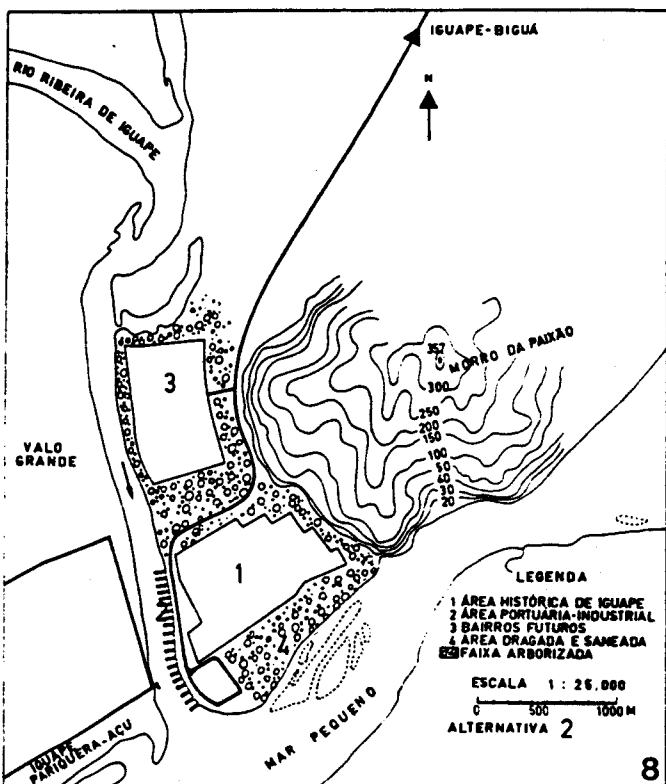 IGUAPE-BIGUÁ
N
RIO RIBEIRA DE IGUAPE
3
357
MORRO DA PAIXÃO
300
250
200
150
100
50
40
30
20
VALO
GRANDE
1
4
LEGENDA
1 ÁREA HISTÓRICA DE IGUAPE
2 ÁREA PORTUÁRIA-INDUSTRIAL
3 BAIRROS FUTUROS
4 ÁREA DRAGADA E SANEADA
FAIXA ARBORIZADA
ESCALA 1 : 25.000
0 500 1000 M
ALTERNATIVA 2
MAR PEQUENO
IGUAPE
PARIQUERA-AÇU
8